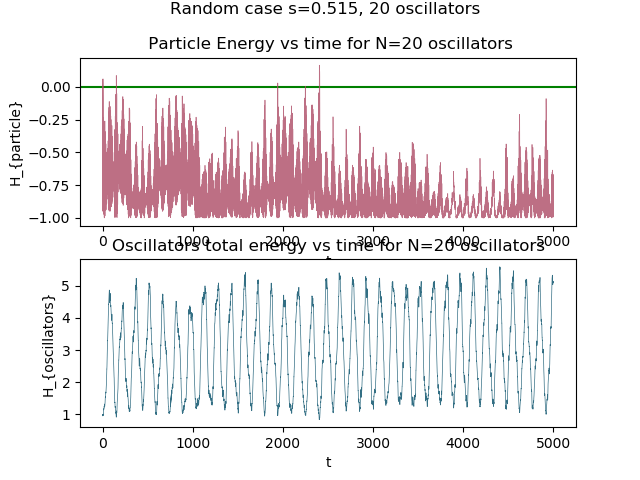 Random case s=0.515, 20 oscillators
Particle Energy vs time for N=20 oscillators
H_{particle}
0.00
−0.25
−0.50
−0.75
−1.00
0 1000 2000 3000 4000 5000
t
Oscillators total energy vs time for N=20 oscillators
H_{oscillators}
5
4
3
2
1
0 1000 2000 3000 4000 5000
t